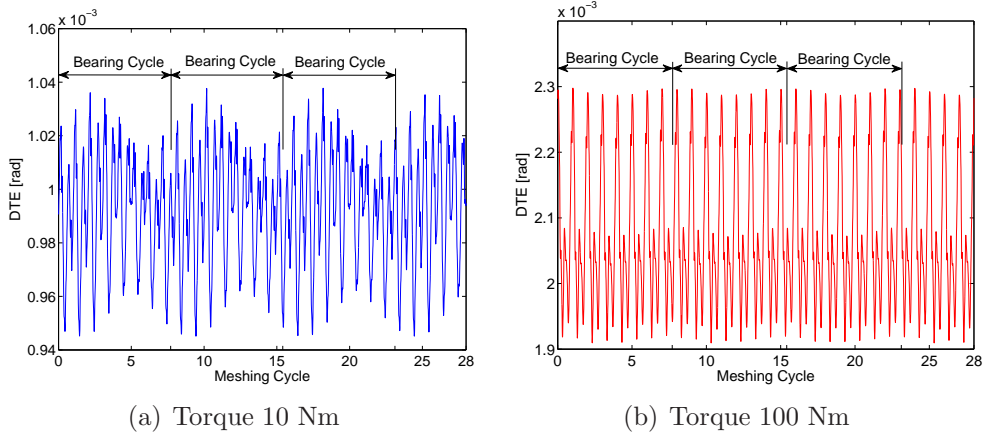 x 10⁻³
1.06
1.04
1.02
1
0.98
0.96
0.94
DTE [rad]
Bearing Cycle
Bearing Cycle
Bearing Cycle
0 5 10 15 20 25 28
Meshing Cycle
(a) Torque 10 Nm
x 10⁻³
2.3
2.2
2.1
2
1.9
DTE [rad]
Bearing Cycle
Bearing Cycle
Bearing Cycle
0 5 10 15 20 25 28
Meshing Cycle
(b) Torque 100 Nm